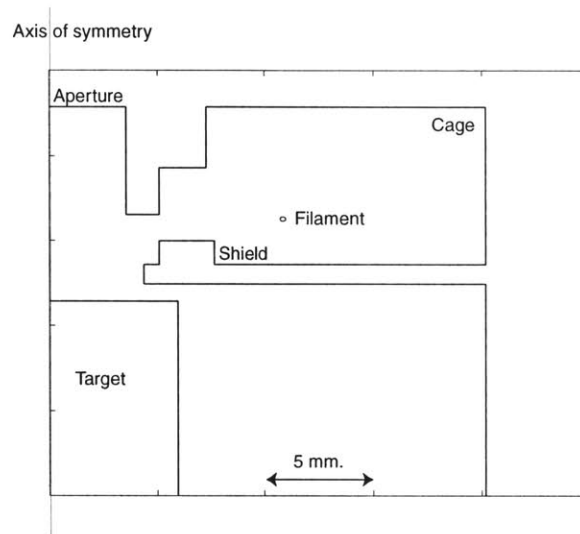 Axis of symmetry
Aperture
Cage
Filament
Shield
Target
5 mm.